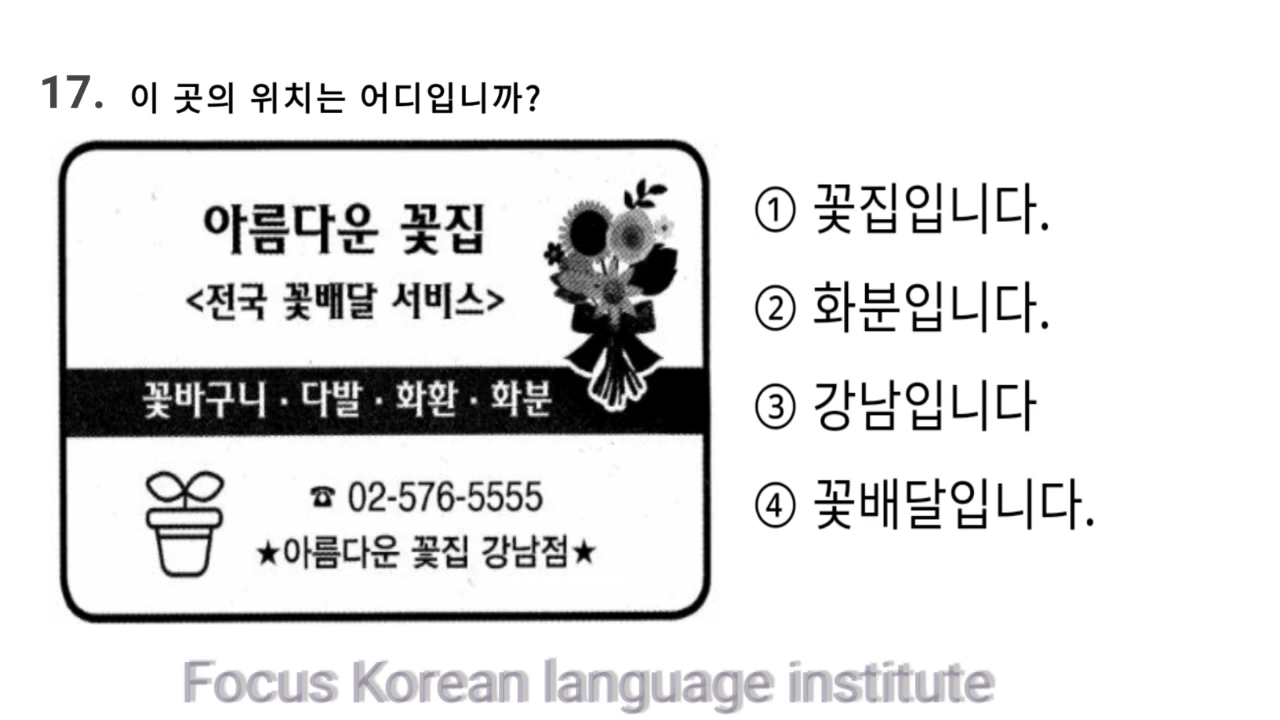 17. 이 곳의 위치는 어디입니까?
아름다운 꽃집
<전국 꽃배달 서비스>
꽃바구니 · 다발 · 화환 · 화분
☎ 02-576-5555
★아름다운 꽃집 강남점★
① 꽃집입니다.
② 화분입니다.
③ 강남입니다
④ 꽃배달입니다.
Focus Korean language institute